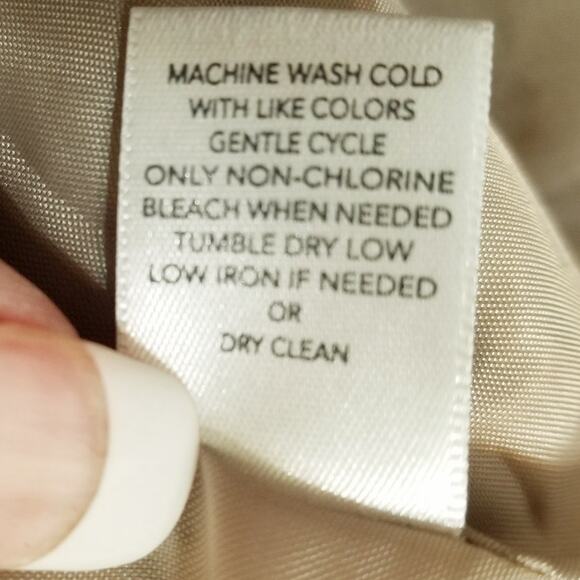 MACHINE WASH COLD
WITH LIKE COLORS
GENTLE CYCLE
ONLY NON-CHLORINE
BLEACH WHEN NEEDED
TUMBLE DRY LOW
LOW IRON IF NEEDED
OR
DRY CLEAN